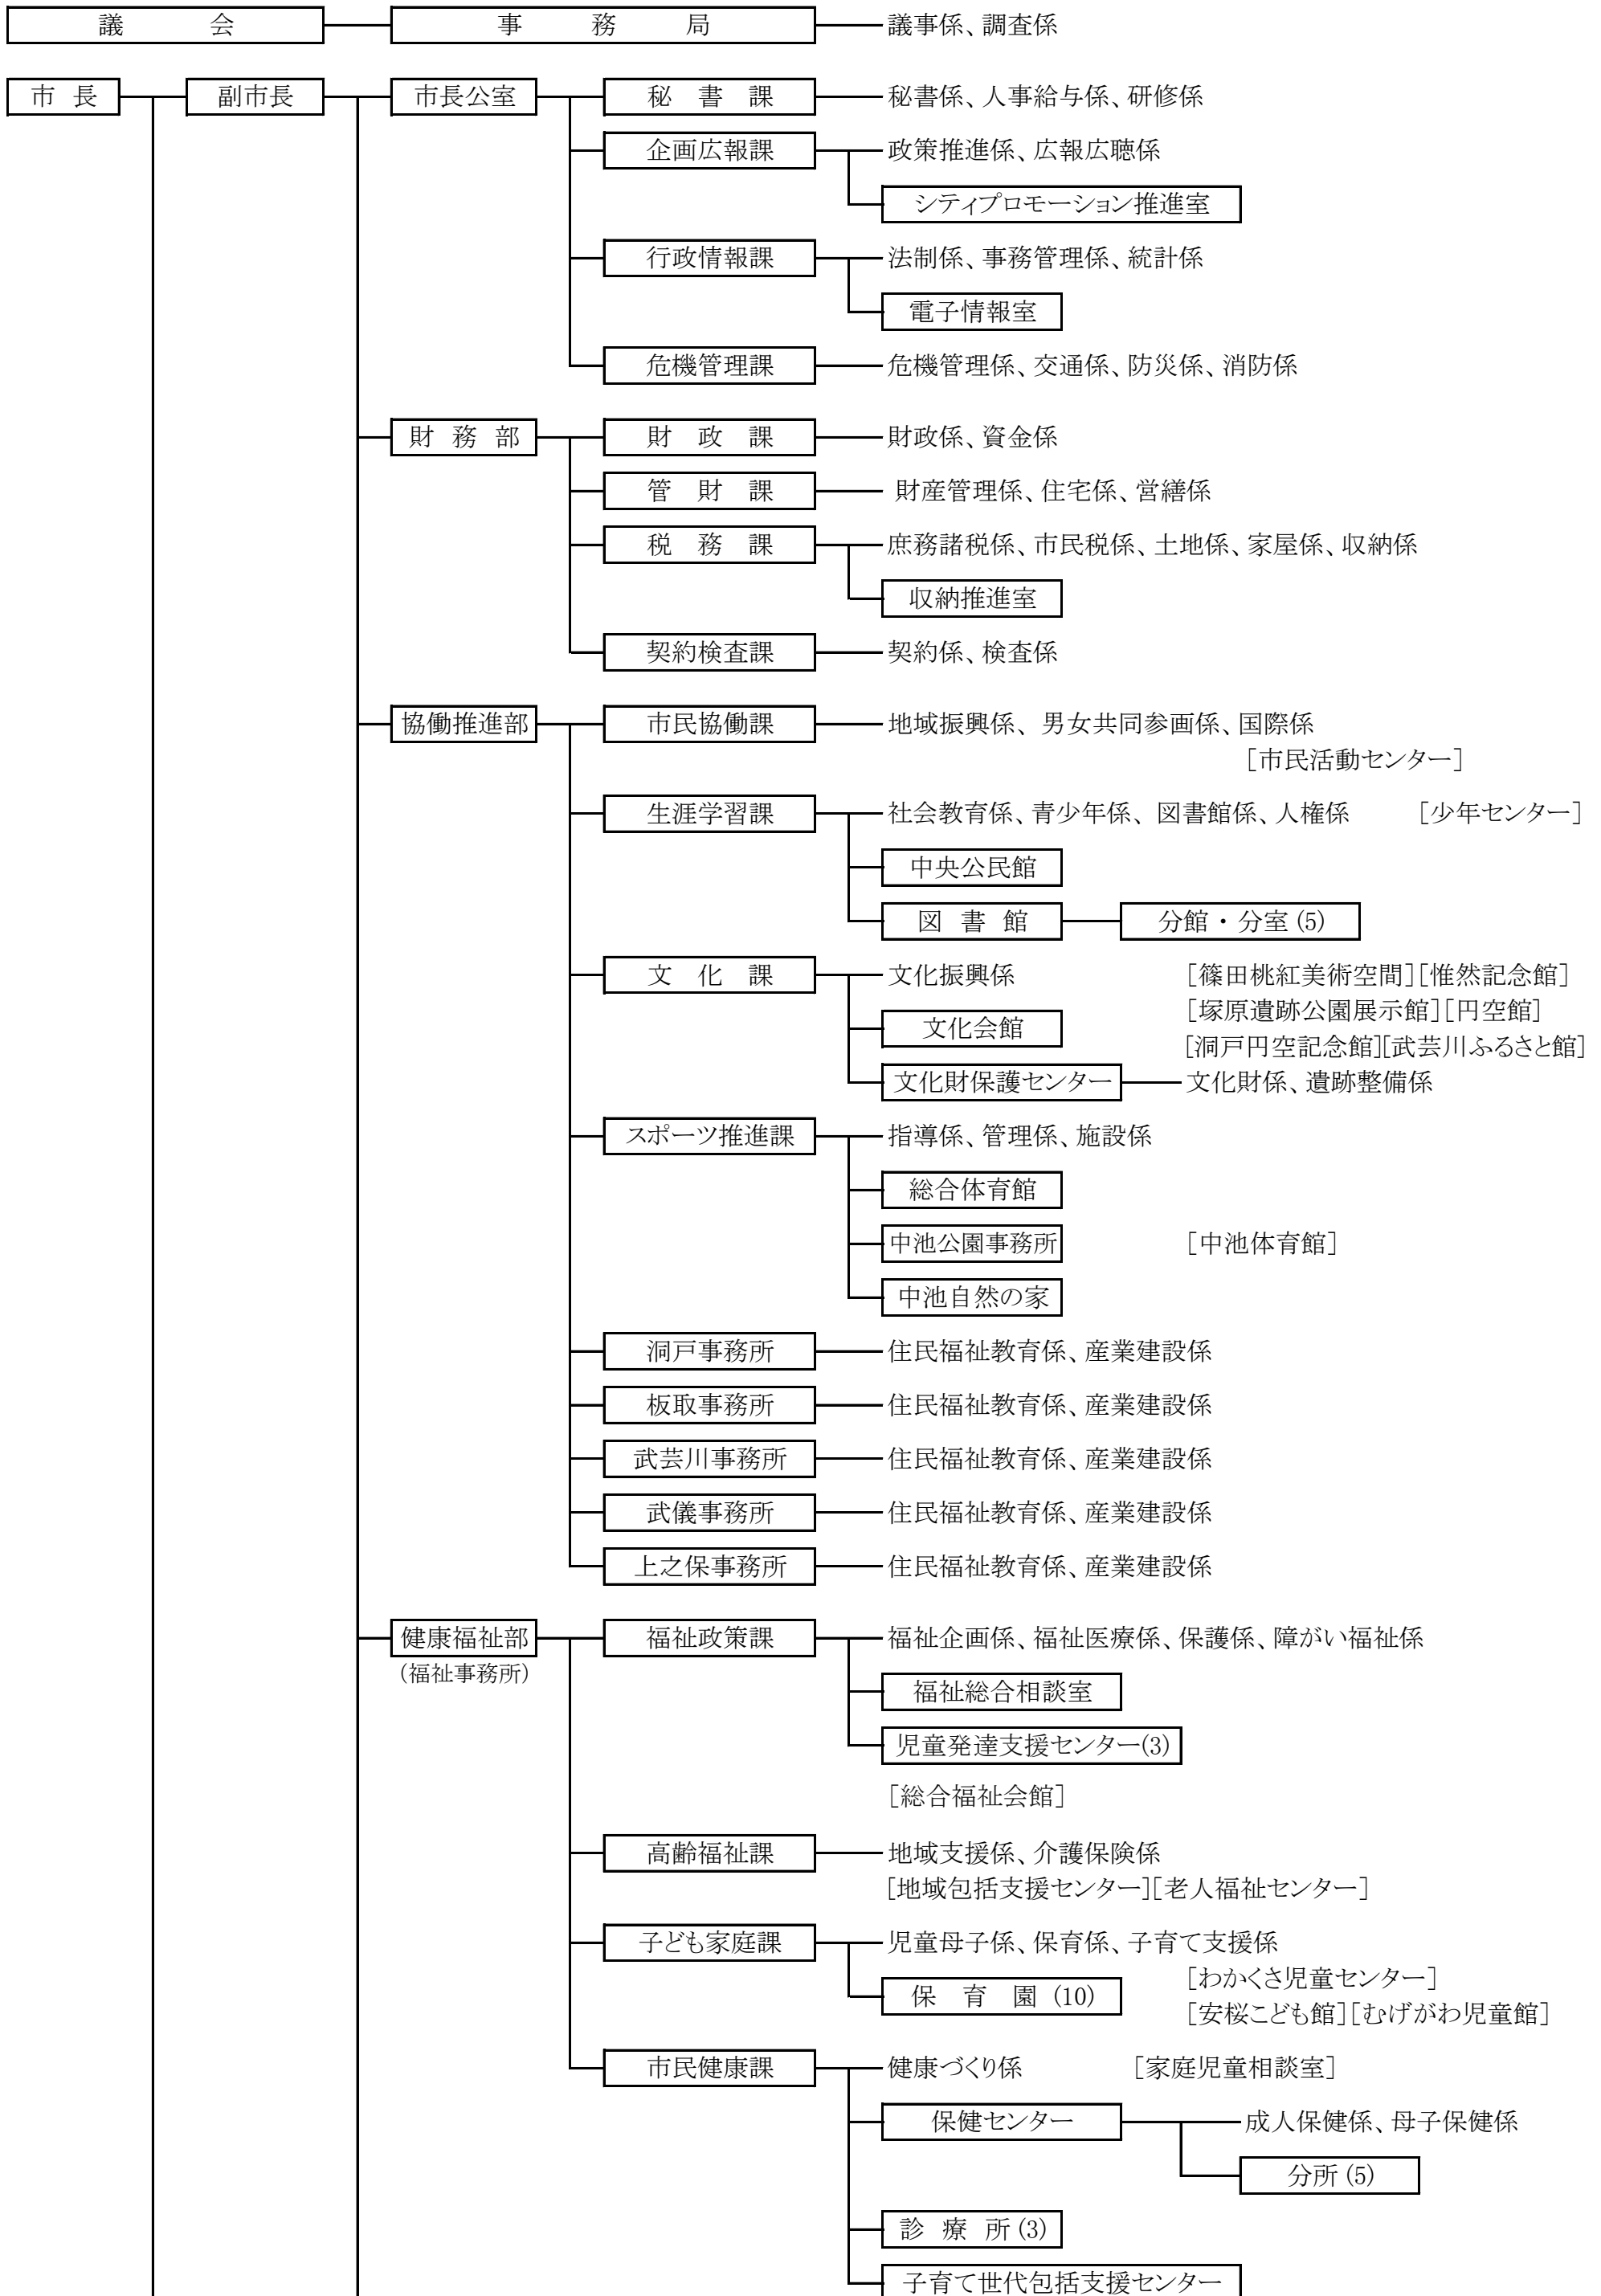 議　会　事　務　局　議事係、調査係
市 長　副市長　市長公室　秘 書 課　秘書係、人事給与係、研修係
企画広報課　政策推進係、広報広聴係
シティプロモーション推進室
行政情報課　法制係、事務管理係、統計係
電子情報室
危機管理課　危機管理係、交通係、防災係、消防係
財 務 部　財 政 課　財政係、資金係
管 財 課　財産管理係、住宅係、営繕係
税 務 課　庶務諸税係、市民税係、土地係、家屋係、収納係
収納推進室
契約検査課　契約係、検査係
協働推進部　市民協働課　地域振興係、男女共同参画係、国際係
［市民活動センター］
生涯学習課　社会教育係、青少年係、図書館係、人権係　［少年センター］
中央公民館
図 書 館　分館・分室(5)
文 化 課　文化振興係　［篠田桃紅美術空間］［惟然記念館］
［塚原遺跡公園展示館］［円空館］
文化会館
［洞戸円空記念館］［武芸川ふるさと館］
文化財保護センター　文化財係、遺跡整備係
スポーツ推進課　指導係、管理係、施設係
総合体育館
中池公園事務所　［中池体育館］
中池自然の家
洞戸事務所　住民福祉教育係、産業建設係
板取事務所　住民福祉教育係、産業建設係
武芸川事務所　住民福祉教育係、産業建設係
武儀事務所　住民福祉教育係、産業建設係
上之保事務所　住民福祉教育係、産業建設係
健康福祉部　福祉政策課　福祉企画係、福祉医療係、保護係、障がい福祉係
（福祉事務所）
福祉総合相談室
児童発達支援センター(3)
［総合福祉会館］
高齢福祉課　地域支援係、介護保険係
［地域包括支援センター］［老人福祉センター］
子ども家庭課　児童母子係、保育係、子育て支援係
［わかくさ児童センター］
保 育 園 (10)
［安桜こども館］［むげがわ児童館］
市民健康課　健康づくり係　［家庭児童相談室］
保健センター　成人保健係、母子保健係
分所(5)
診 療 所(3)
子育て世代包括支援センター